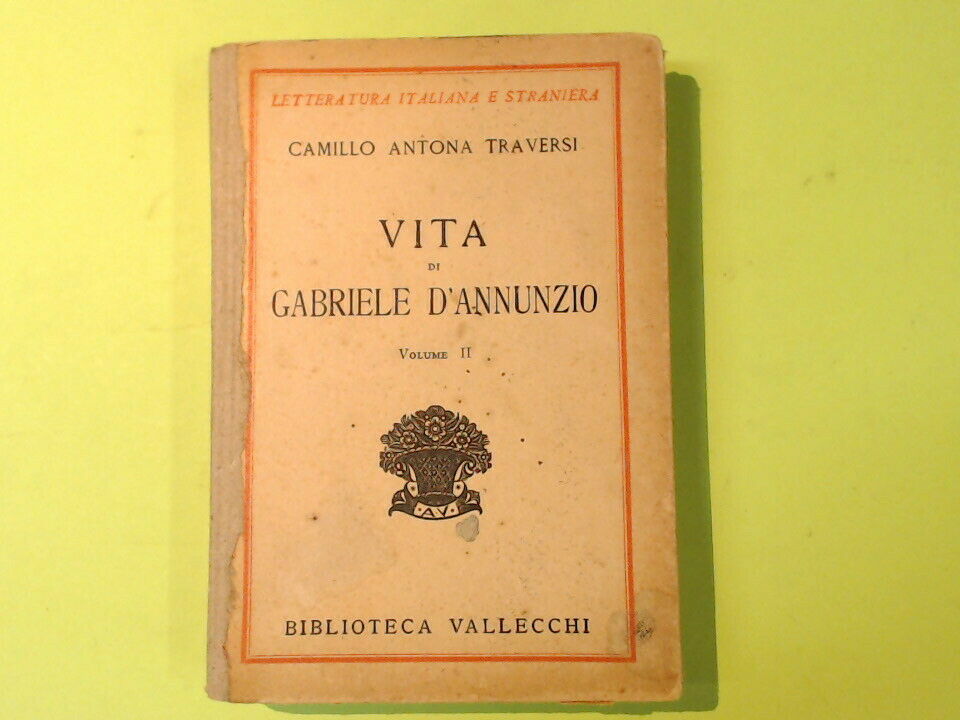 LETTERATURA ITALIANA E STRANIERA
CAMILLO ANTONA TRAVERSI
VITA
DI
GABRIELE D'ANNUNZIO
VOLUME II
·A·V·
BIBLIOTECA VALLECCHI